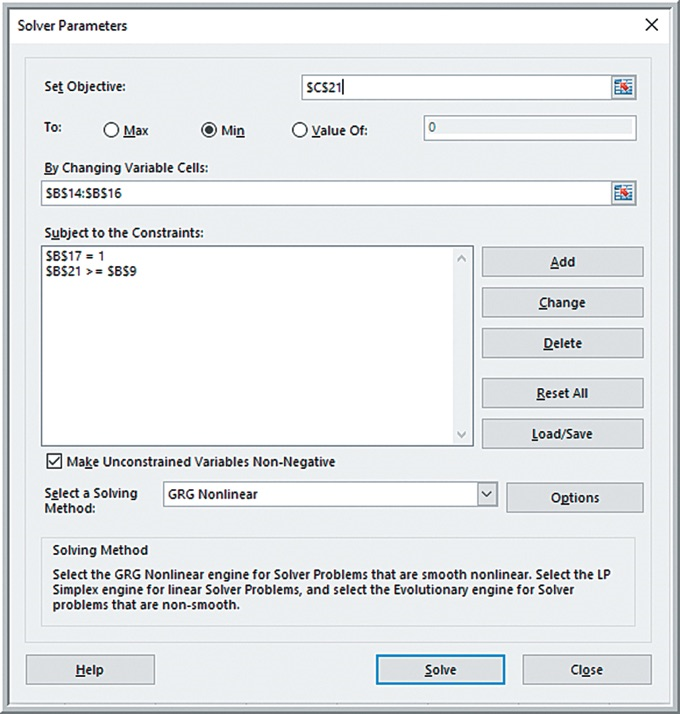 Solver Parameters
Set Objective:
$C$21
To:
Max
Min
Value Of:
0
By Changing Variable Cells:
$B$14:$B$16
Subject to the Constraints:
$B$17 = 1
$B$21 >= $B$9
Add
Change
Delete
Reset All
Load/Save
Make Unconstrained Variables Non-Negative
Select a Solving
Method:
GRG Nonlinear
Options
Solving Method
Select the GRG Nonlinear engine for Solver Problems that are smooth nonlinear. Select the LP
Simplex engine for linear Solver Problems, and select the Evolutionary engine for Solver
problems that are non-smooth.
Help
Solve
Close